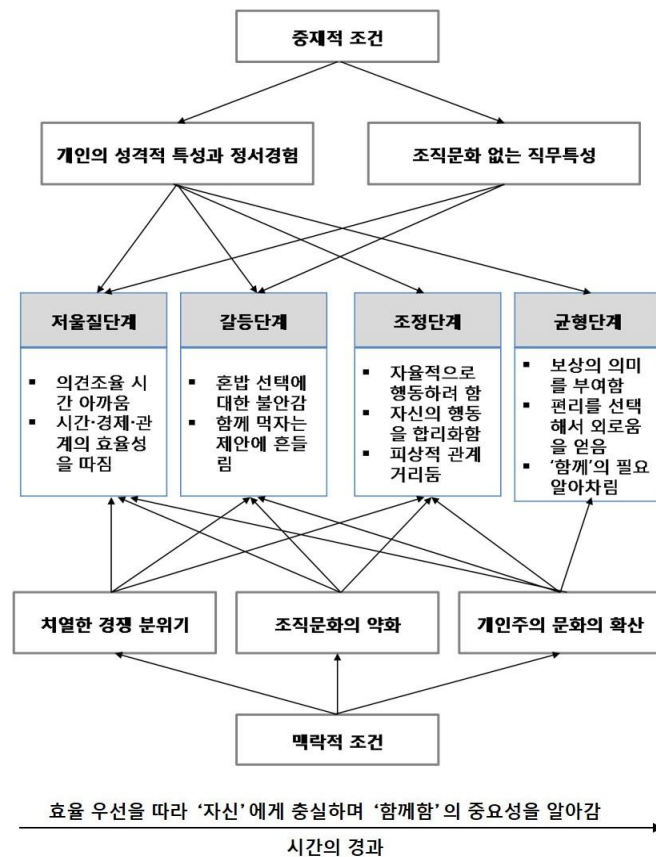 중재적 조건
개인의 성격적 특성과 정서경험
조직문화 없는 직무특성
저울질단계
▪ 의견조율 시
간 아까움
▪ 시간·경제·관
계의 효율성
을 따짐
갈등단계
▪ 혼밥 선택에
대한 불안감
▪ 함께 먹자는
제안에 흔들
림
조정단계
▪ 자율적으로
행동하려 함
▪ 자신의 행동
을 합리화함
▪ 피상적 관계
거리둠
균형단계
▪ 보상의 의미
를 부여함
▪ 편리를 선택
해서 외로움
을 얻음
▪ ‘함께’의 필요
알아차림
치열한 경쟁 분위기
조직문화의 약화
개인주의 문화의 확산
맥락적 조건
효율 우선을 따라 ‘자신’에게 충실하며 ‘함께함’의 중요성을 알아감
시간의 경과